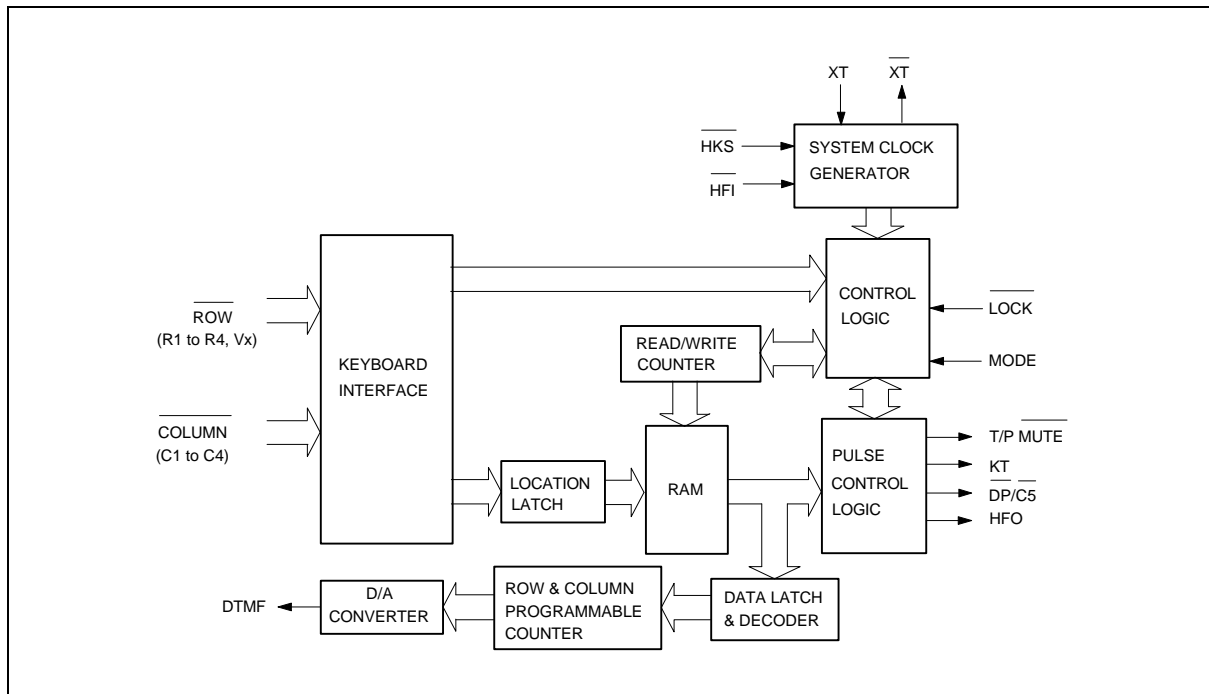 XT
XT
HKS
SYSTEM CLOCK
GENERATOR
HFI
ROW
(R1 to R4, Vx)
COLUMN
(C1 to C4)
KEYBOARD
INTERFACE
CONTROL
LOGIC
LOCK
MODE
READ/WRITE
COUNTER
LOCATION
LATCH
RAM
PULSE
CONTROL
LOGIC
T/P MUTE
KT
DP/C5
HFO
DTMF
D/A
CONVERTER
ROW & COLUMN
PROGRAMMABLE
COUNTER
DATA LATCH
& DECODER